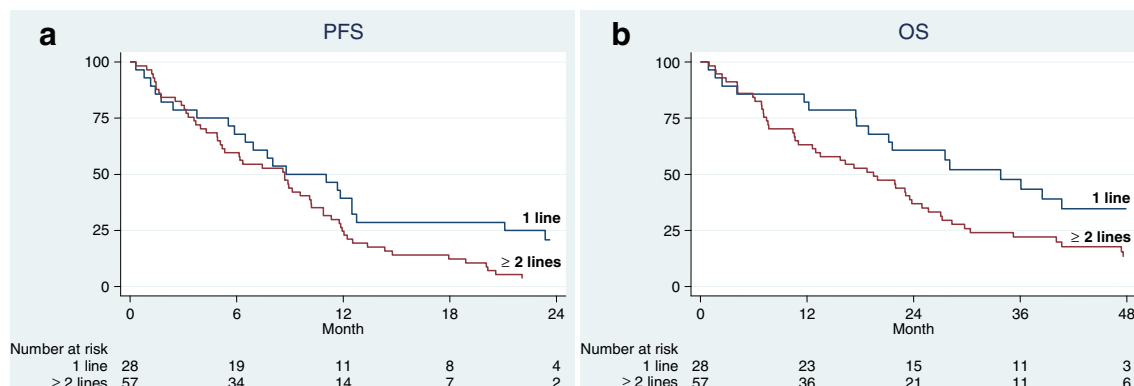 a
PFS
100
75
50
25
0
1 line
≥ 2 lines
0 6 12 18 24
Month
Number at risk
1 line 28 19 11 8 4
≥ 2 lines 57 34 14 7 2
b
OS
100
75
50
25
0
1 line
≥ 2 lines
0 12 24 36 48
Month
Number at risk
1 line 28 23 15 11 3
≥ 2 lines 57 36 21 11 6